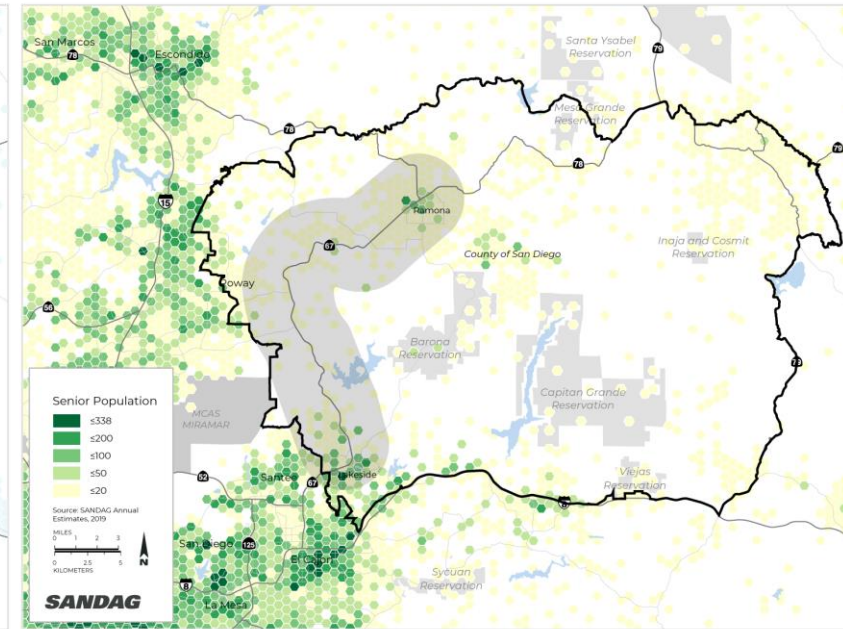 San Marcos
78
Escondido
Santa Ysabel
Reservation
79
Mesa Grande
Reservation
78
78
79
15
Ramona
67
County of San Diego
Inaja and Cosmit
Reservation
Poway
56
Barona
Reservation
79
Capitan Grande
Reservation
MCAS
MIRAMAR
Lakeside
Santee
52
67
Viejas
Reservation
8
San Diego
125
El Cajon
Sycuan
Reservation
8
La Mesa
Senior Population
≤338
≤200
≤100
≤50
≤20
Source: SANDAG Annual
Estimates, 2019
MILES
0 1 2 3
0 2.5 5
KILOMETERS
N
SANDAG